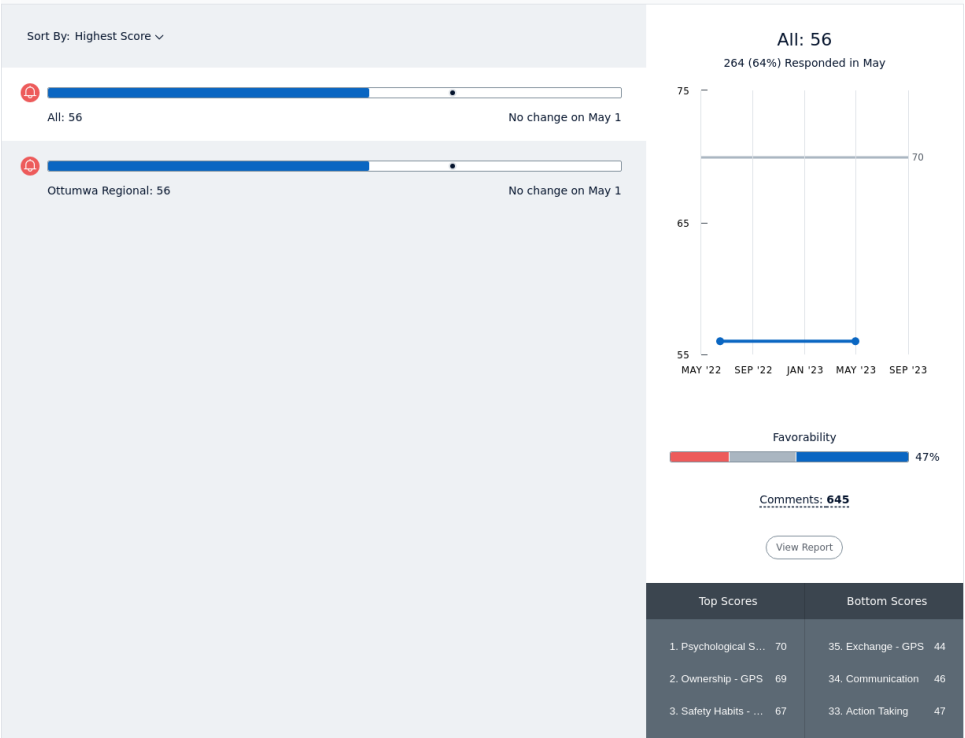 Sort By: Highest Score
All: 56 No change on May 1
Ottumwa Regional: 56 No change on May 1
All: 56
264 (64%) Responded in May
75
70
65
55
MAY '22 SEP '22 JAN '23 MAY '23 SEP '23
Favorability
47%
Comments: 645
View Report
Top Scores Bottom Scores
1. Psychological S... 70 35. Exchange - GPS 44
2. Ownership - GPS 69 34. Communication 46
3. Safety Habits - ... 67 33. Action Taking 47